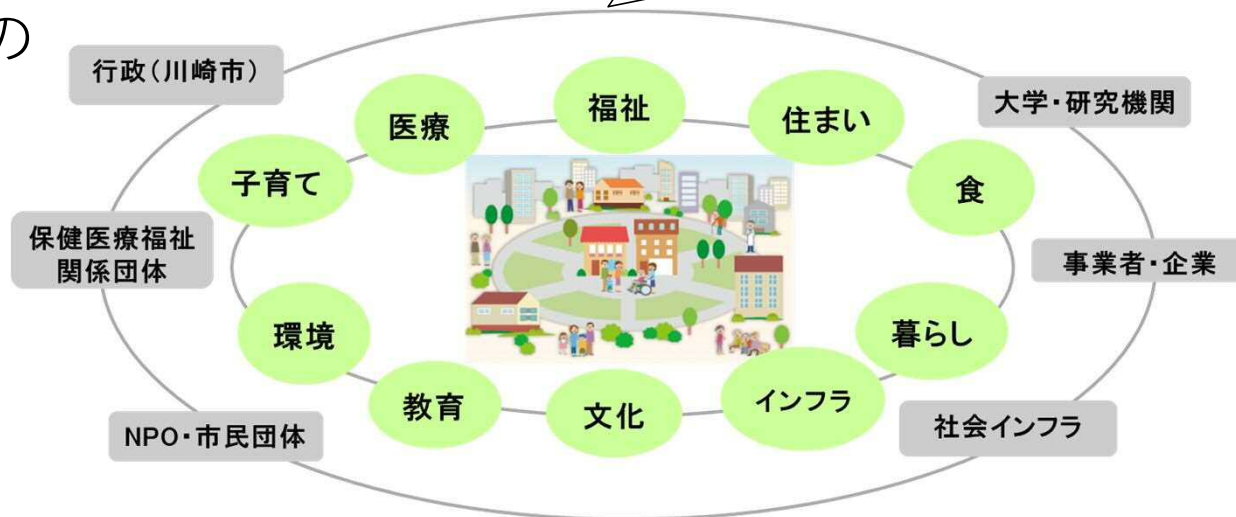 の
行政(川崎市)
大学・研究機関
福祉
医療
住まい
子育て
食
保健医療福祉
関係団体
事業者・企業
環境
暮らし
教育
文化
インフラ
NPO・市民団体
社会インフラ